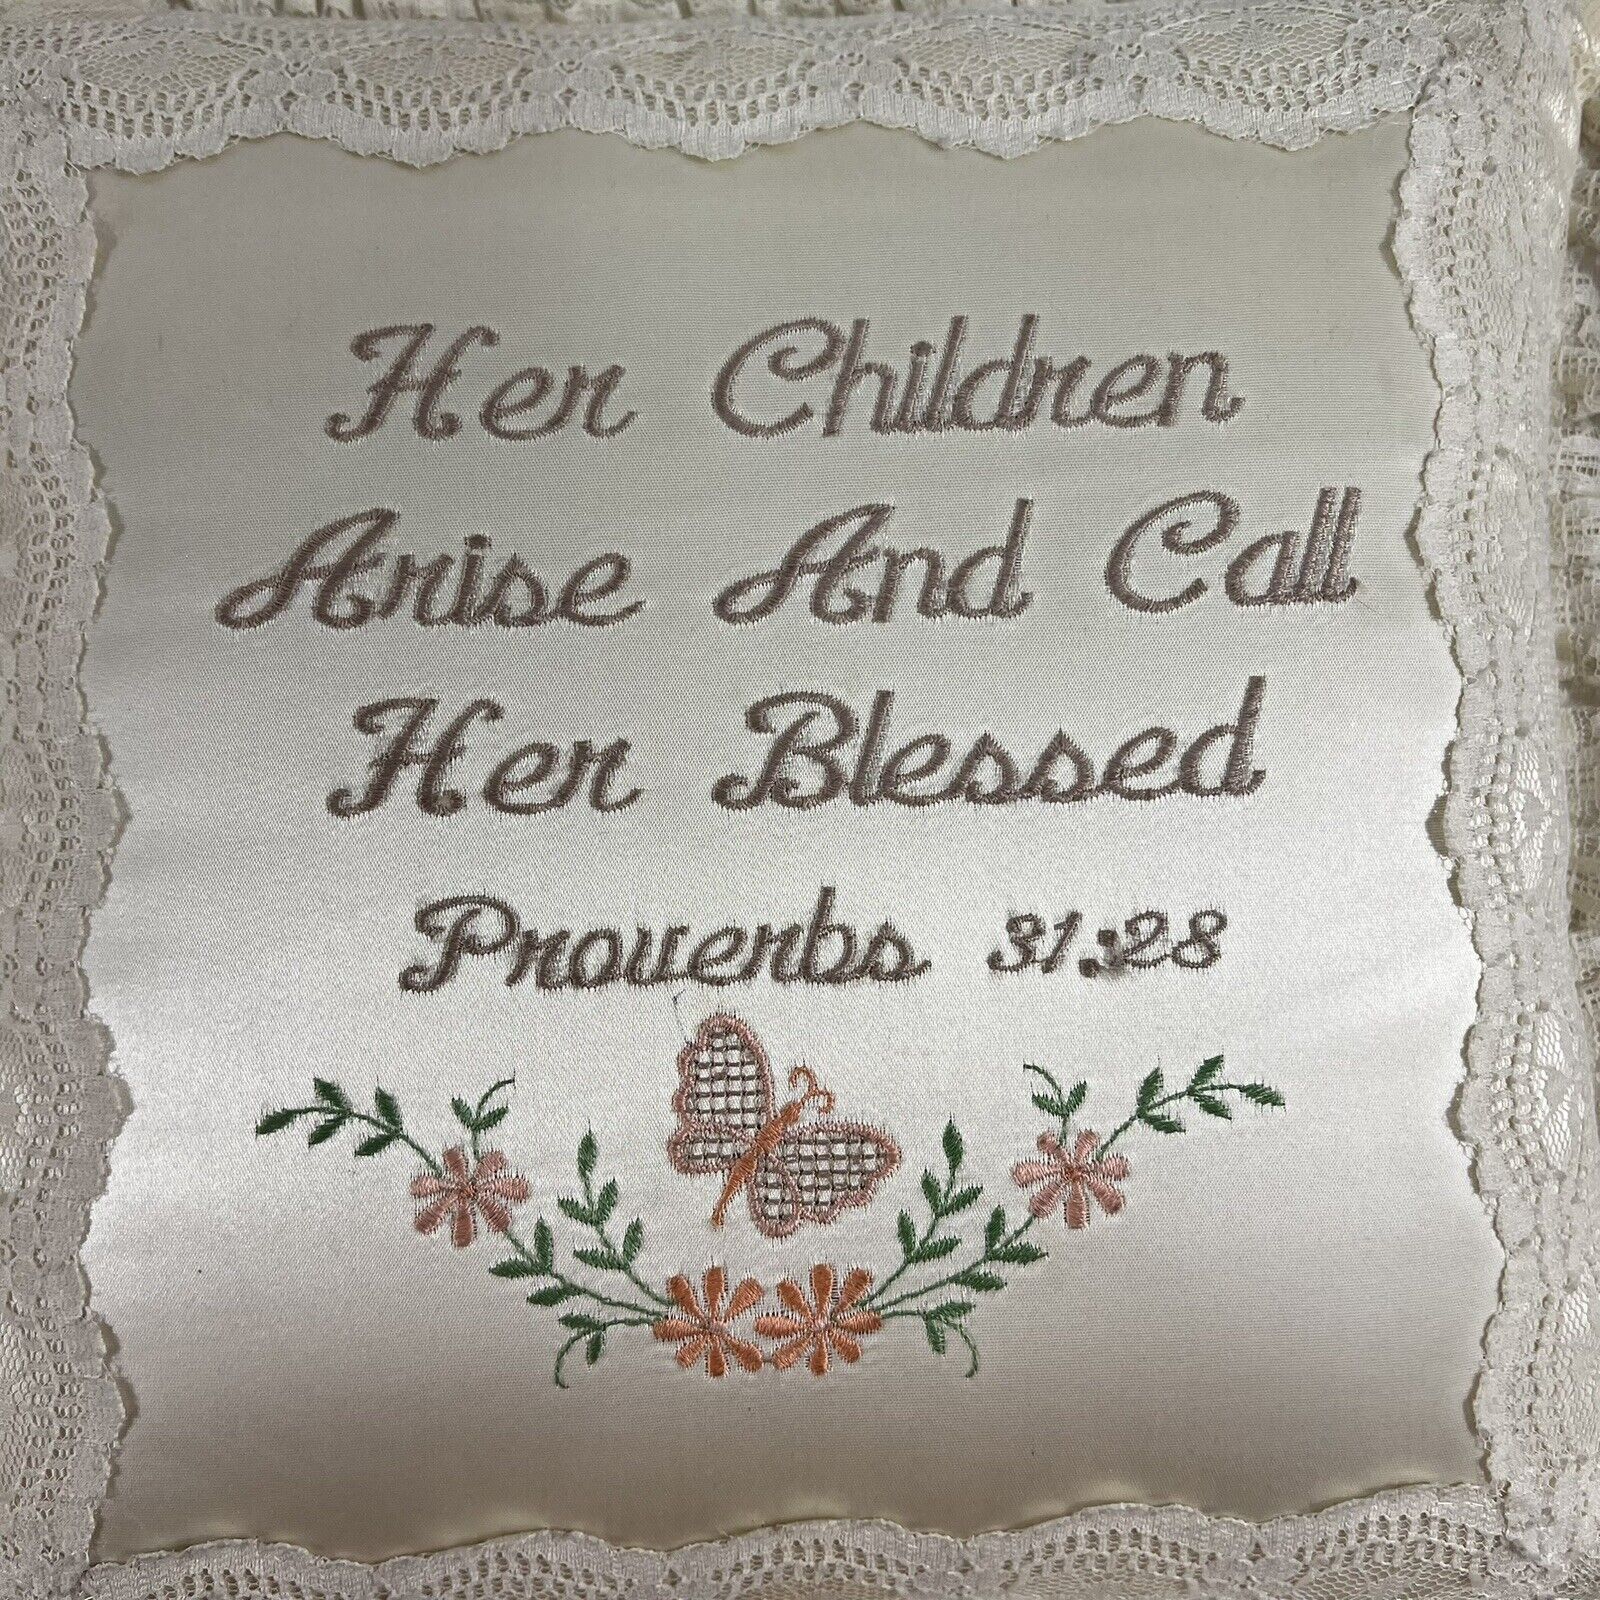 Her Children
Arise And Call
Her Blessed
Proverbs 31:28